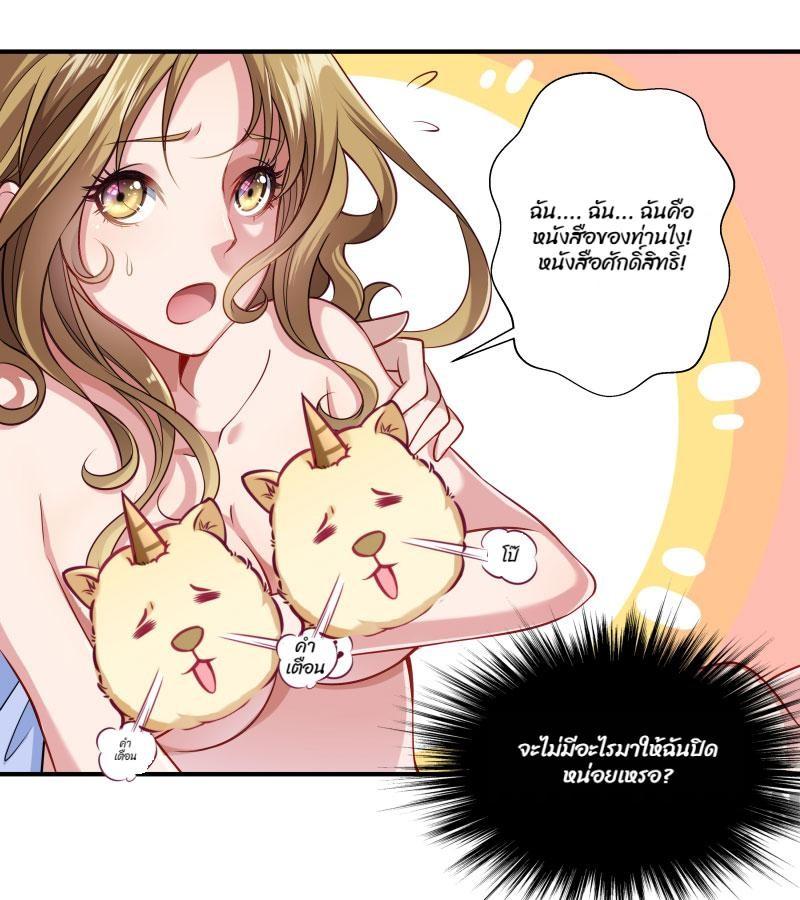 ฉัน.... ฉัน... ฉันคือ
หนังสือของท่านไง!
หนังสือศักดิ์สิทธิ์!
โป๊
คำ
เตือน
คำ
เตือน
จะไม่มีอะไรมาให้ฉันปิด
หน่อยเหรอ?